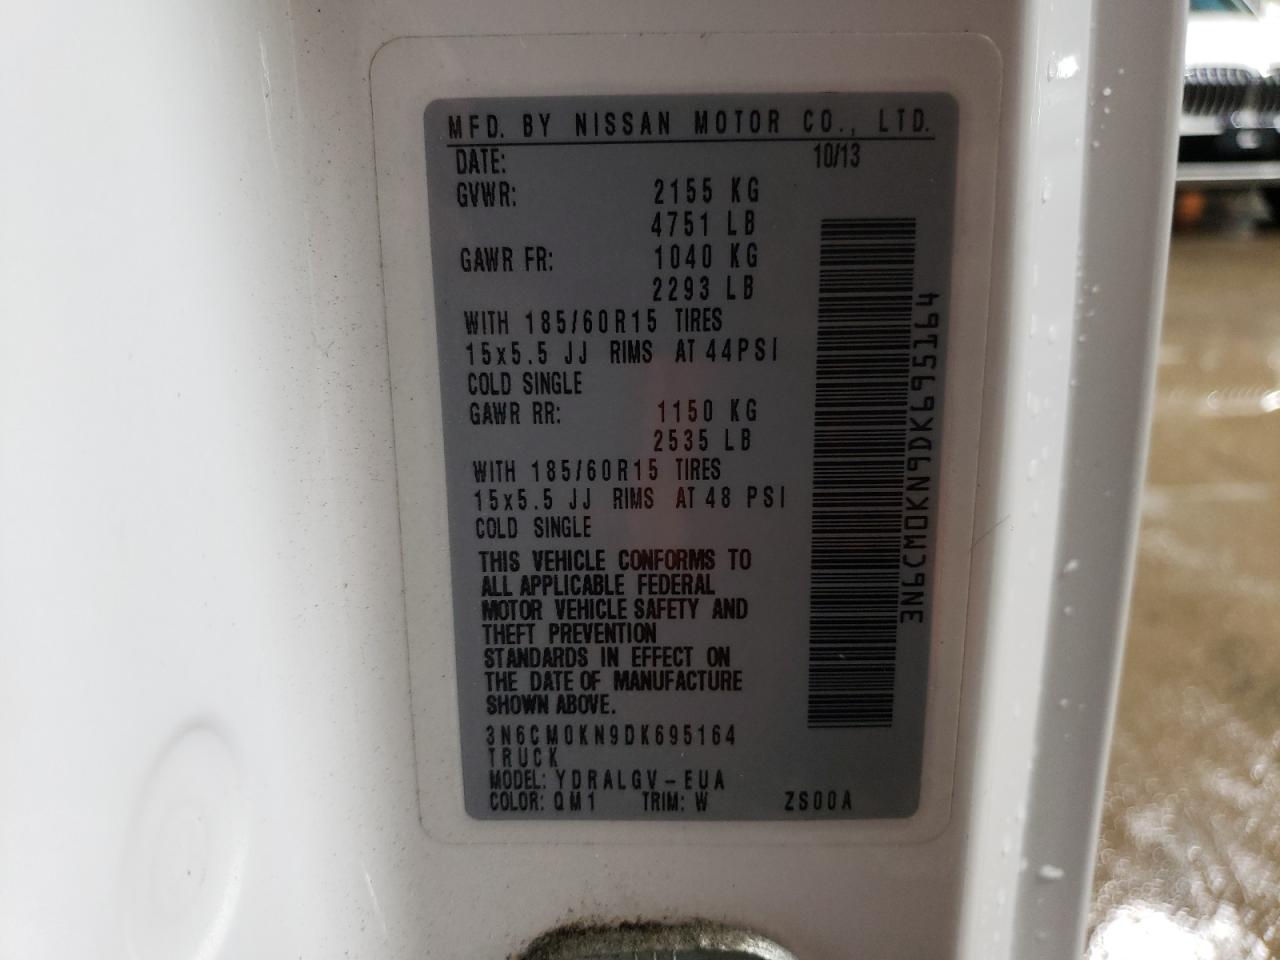 MFD. BY NISSAN MOTOR CO., LTD.
DATE: 10/13
GVWR: 2155 KG
4751 LB
GAWR FR: 1040 KG
2293 LB
WITH 185/60R15 TIRES
15x5.5 JJ RIMS AT 44PSI
COLD SINGLE
GAWR RR: 1150 KG
2535 LB
WITH 185/60R15 TIRES
15x5.5 JJ RIMS AT 48 PSI
COLD SINGLE
THIS VEHICLE CONFORMS TO
ALL APPLICABLE FEDERAL
MOTOR VEHICLE SAFETY AND
THEFT PREVENTION
STANDARDS IN EFFECT ON
THE DATE OF MANUFACTURE
SHOWN ABOVE.
3N6CM0KN9DK695164
TRUCK
MODEL: YDRALGV-EUA
COLOR: QM1 TRIM: W ZS00A
3N6CM0KN9DK695164